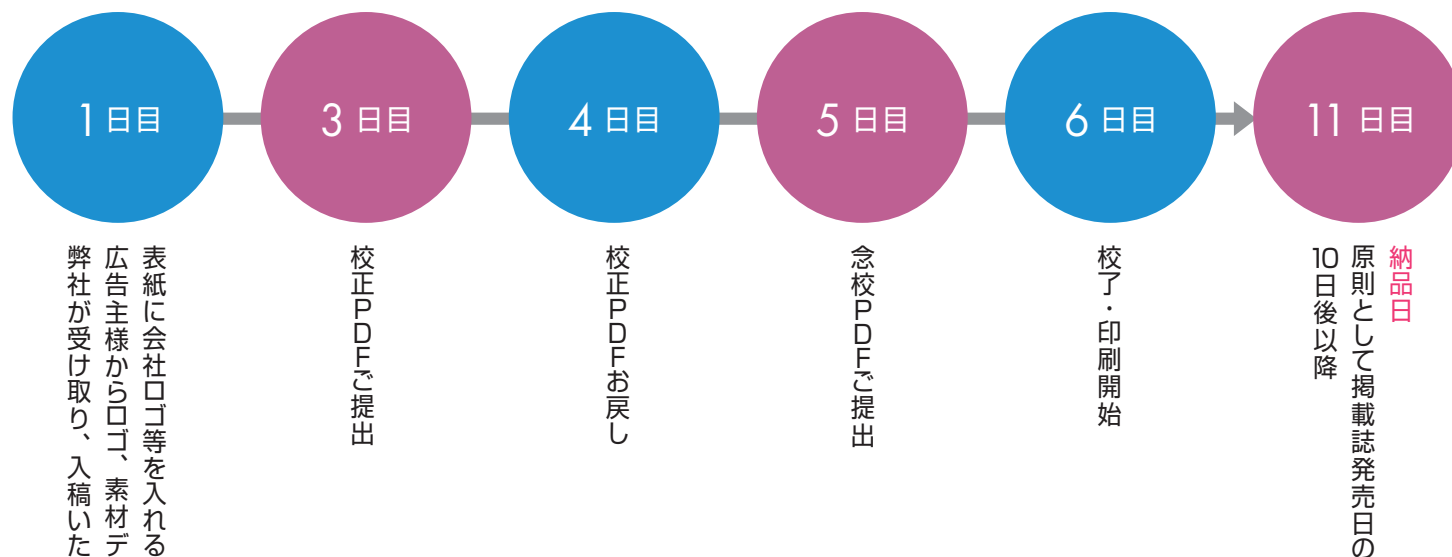 1 日目
表紙に会社ロゴ等を入れる
広告主様からロゴ、素材デ
弊社が受け取り、入稿いた
3 日目
校正PDFご提出
4 日目
校正PDFお戻し
5 日目
念校PDFご提出
6 日目
校了・印刷開始
11 日目
納品日
原則として掲載誌発売日の
10日後以降